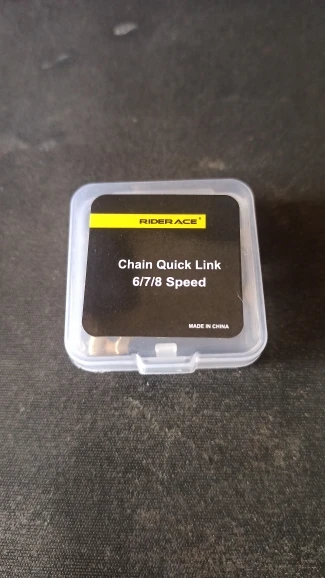 RIDERACE®
Chain Quick Link
6/7/8 Speed
MADE IN CHINA